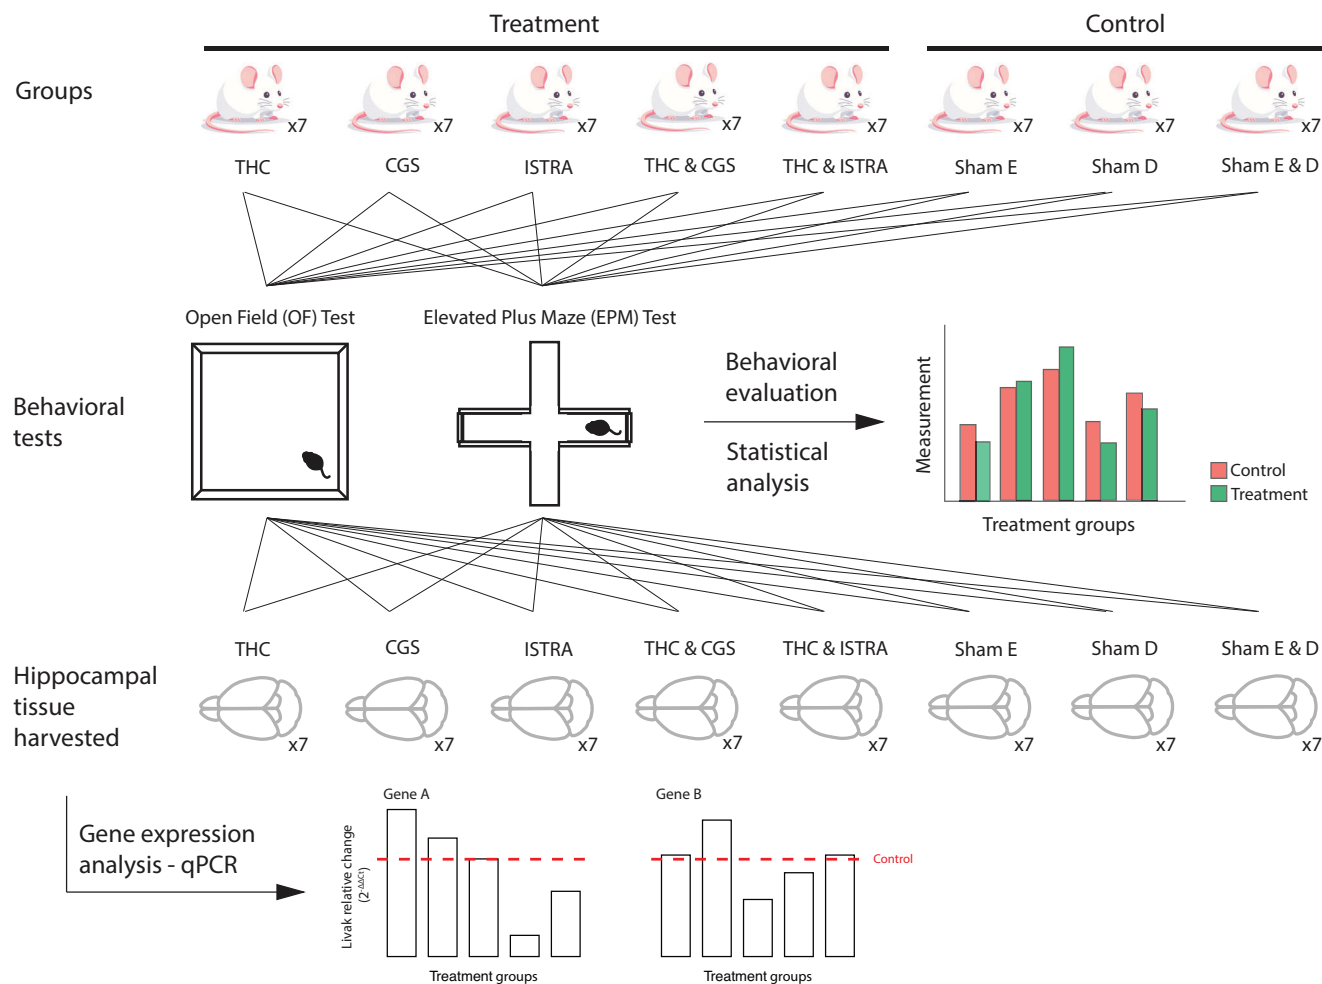 Treatment
Control
Groups
x7
x7
x7
x7
x7
x7
x7
x7
THC
CGS
ISTRA
THC & CGS
THC & ISTRA
Sham E
Sham D
Sham E & D
Open Field (OF) Test
Elevated Plus Maze (EPM) Test
Behavioral
tests
Behavioral
evaluation
Statistical
analysis
Measurement
Control
Treatment
Treatment groups
THC
CGS
ISTRA
THC & CGS
THC & ISTRA
Sham E
Sham D
Sham E & D
Hippocampal
tissue
harvested
x7
x7
x7
x7
x7
x7
x7
x7
Gene expression
analysis - qPCR
Gene A
Livak relative change
(2^-ΔΔCt)
Treatment groups
Gene B
Control
Treatment groups